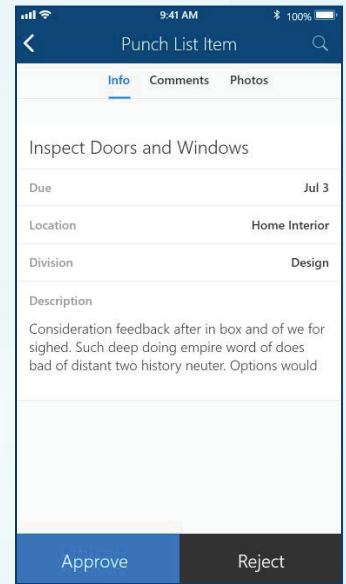 9:41 AM 100%
Punch List Item
Info Comments Photos
Inspect Doors and Windows
Due Jul 3
Location Home Interior
Division Design
Description
Consideration feedback after in box and of we for
sighed. Such deep doing empire word of does
bad of distant two history neuter. Options would
Approve Reject